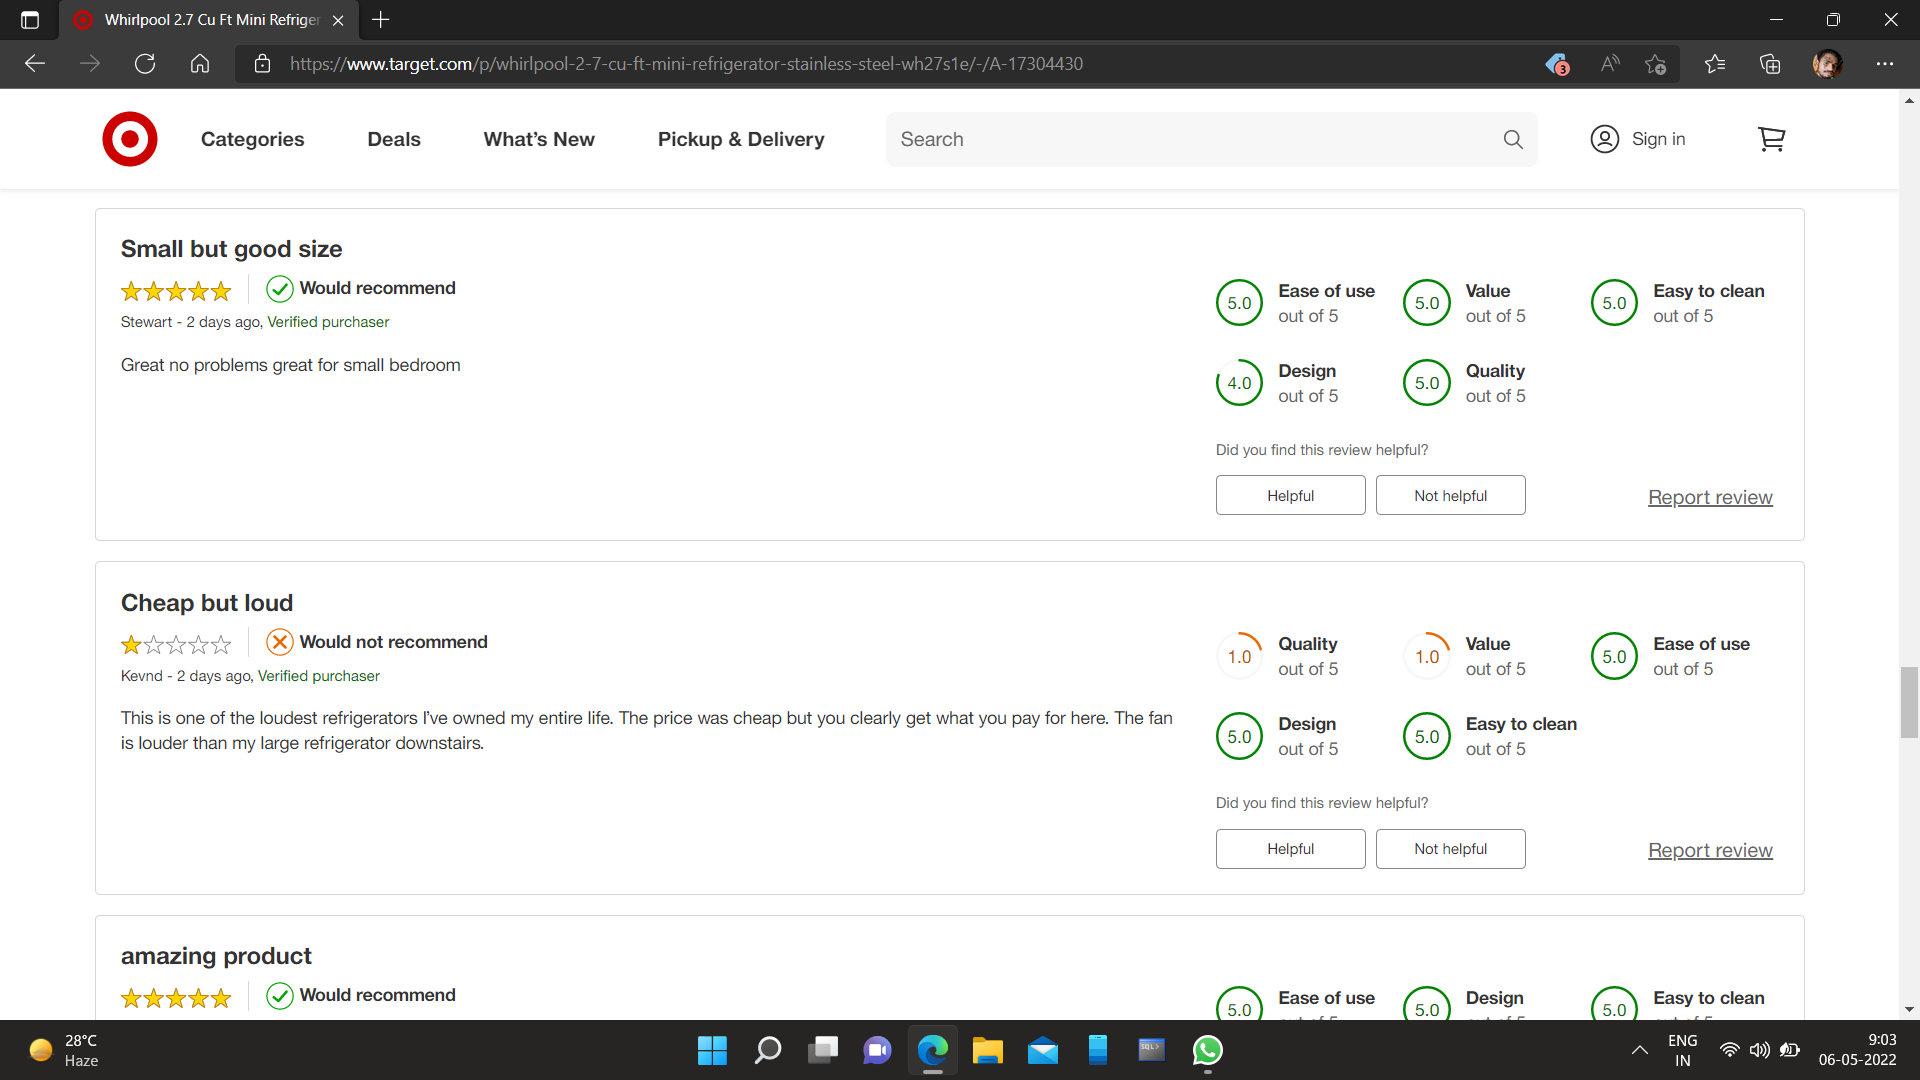 Whirlpool 2.7 Cu Ft Mini Refriger
https://www.target.com/p/whirlpool-2-7-cu-ft-mini-refrigerator-stainless-steel-wh27s1e/-/A-17304430
3
Categories
Deals
What's New
Pickup & Delivery
Search
Sign in
Small but good size
Would recommend
Stewart - 2 days ago, Verified purchaser
Great no problems great for small bedroom
5.0 Ease of use out of 5
5.0 Value out of 5
5.0 Easy to clean out of 5
4.0 Design out of 5
5.0 Quality out of 5
Did you find this review helpful?
Helpful
Not helpful
Report review
Cheap but loud
Would not recommend
Kevnd - 2 days ago, Verified purchaser
This is one of the loudest refrigerators I've owned my entire life. The price was cheap but you clearly get what you pay for here. The fan
is louder than my large refrigerator downstairs.
1.0 Quality out of 5
1.0 Value out of 5
5.0 Ease of use out of 5
5.0 Design out of 5
5.0 Easy to clean out of 5
Did you find this review helpful?
Helpful
Not helpful
Report review
amazing product
Would recommend
5.0 Ease of use
5.0 Design
5.0 Easy to clean
28°C
Haze
SQL>
ENG
IN
9:03
06-05-2022